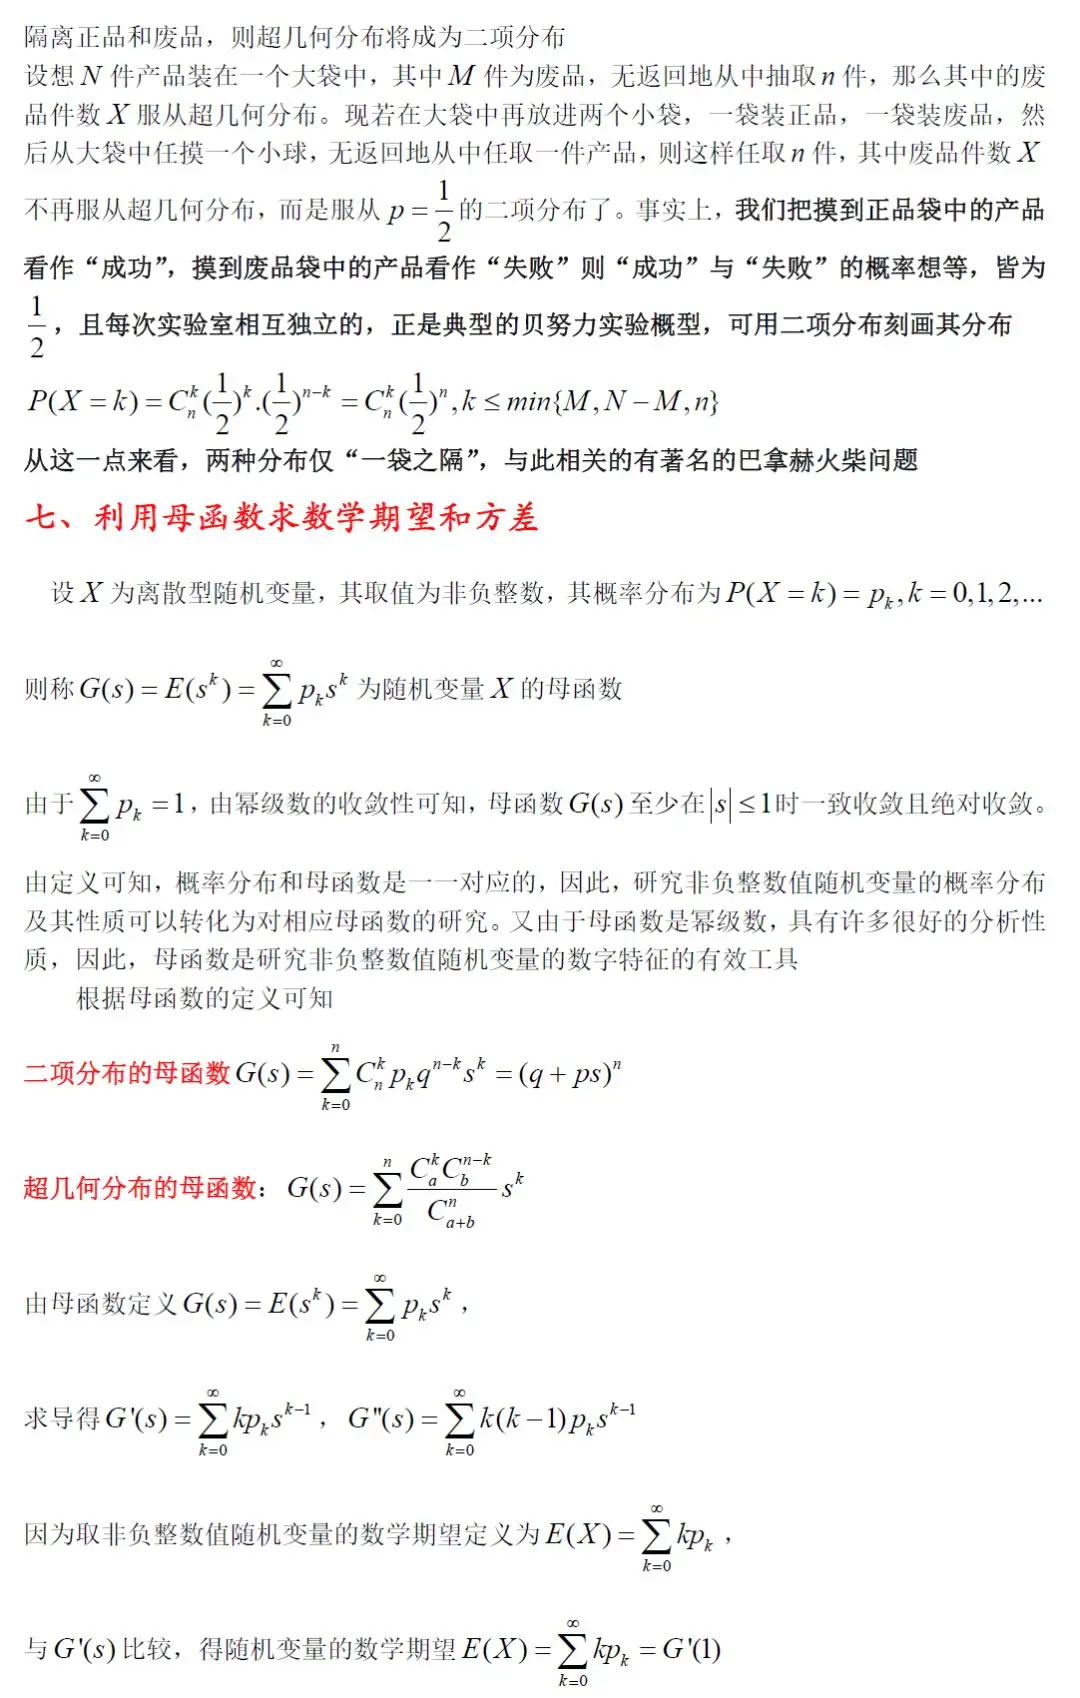 隔离正品和废品，则超几何分布将成为二项分布
设想 N 件产品装在一个大袋中，其中 M 件为废品，无返回地从中抽取 n 件，那么其中的废
品件数 X 服从超几何分布。现若在大袋中再放进两个小袋，一袋装正品，一袋装废品，然
后从大袋中任摸一个小球，无返回地从中任取一件产品，则这样任取 n 件，其中废品件数 X
不再服从超几何分布，而是服从 p = 1/2 的二项分布了。事实上，我们把摸到正品袋中的产品
看作“成功”，摸到废品袋中的产品看作“失败”则“成功”与“失败”的概率想等，皆为
1/2，且每次实验室相互独立的，正是典型的贝努力实验概型，可用二项分布刻画其分布
P(X = k) = C_n^k (1/2)^k .(1/2)^{n-k} = C_n^k (1/2)^n, k ≤ min{M, N − M, n}
从这一点来看，两种分布仅“一袋之隔”，与此相关的有著名的巴拿赫火柴问题
七、利用母函数求数学期望和方差
设 X 为离散型随机变量，其取值为非负整数，其概率分布为 P(X = k) = p_k, k = 0,1,2,...
则称 G(s) = E(s^k) = ∑_{k=0}^{∞} p_k s^k 为随机变量 X 的母函数
由于 ∑_{k=0}^{∞} p_k = 1，由幂级数的收敛性可知，母函数 G(s) 至少在 |s| ≤ 1 时一致收敛且绝对收敛。
由定义可知，概率分布和母函数是一一对应的，因此，研究非负整数值随机变量的概率分布
及其性质可以转化为对相应母函数的研究。又由于母函数是幂级数，具有许多很好的分析性
质，因此，母函数是研究非负整数值随机变量的数字特征的有效工具
根据母函数的定义可知
二项分布的母函数 G(s) = ∑_{k=0}^{n} C_n^k p_k q^{n-k} s^k = (q + ps)^n
超几何分布的母函数： G(s) = ∑_{k=0}^{n} (C_a^k C_b^{n-k} / C_{a+b}^n) s^k
由母函数定义 G(s) = E(s^k) = ∑_{k=0}^{∞} p_k s^k ，
求导得 G'(s) = ∑_{k=0}^{∞} kp_k s^{k-1} ， G''(s) = ∑_{k=0}^{∞} k(k − 1)p_k s^{k-1}
因为取非负整数值随机变量的数学期望定义为 E(X) = ∑_{k=0}^{∞} kp_k ，
与 G'(s) 比较，得随机变量的数学期望 E(X) = ∑_{k=0}^{∞} kp_k = G'(1)